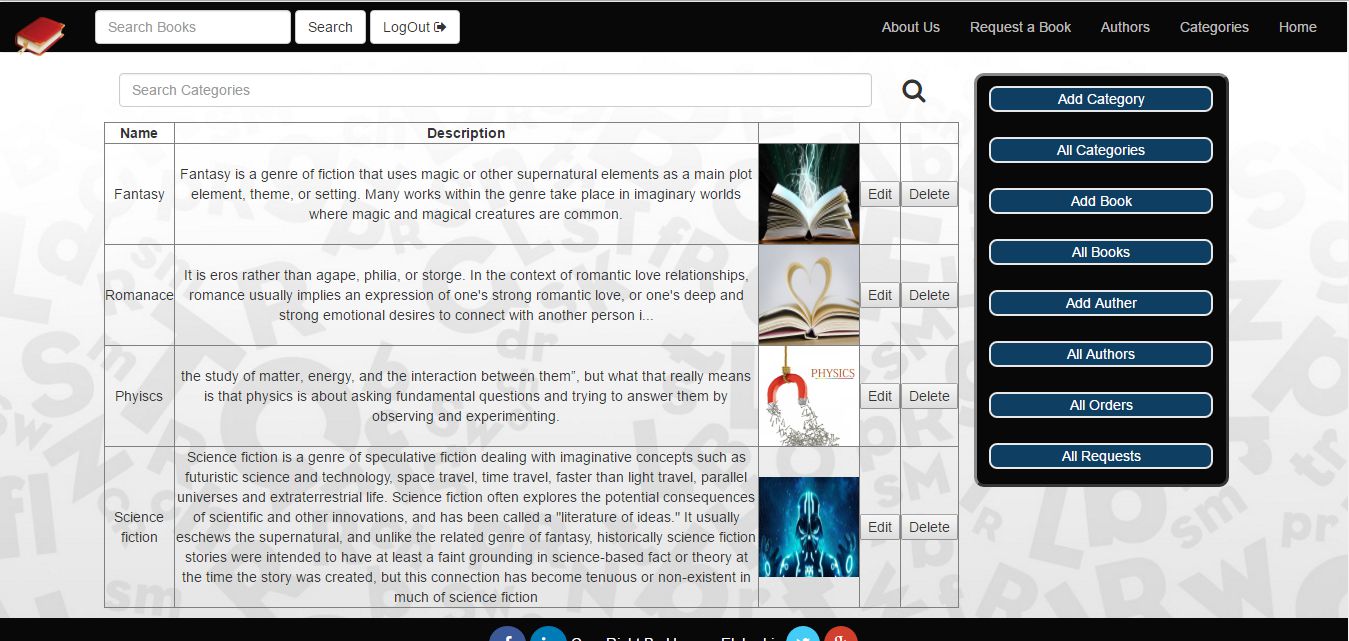 Search Books Search LogOut About Us Request a Book Authors Categories Home
Search Categories
Add Category
All Categories
Add Book
All Books
Add Auther
All Authors
All Orders
All Requests
Name Description
Fantasy
Fantasy is a genre of fiction that uses magic or other supernatural elements as a main plot
element, theme, or setting. Many works within the genre take place in imaginary worlds
where magic and magical creatures are common.
Edit Delete
Romanace
It is eros rather than agape, philia, or storge. In the context of romantic love relationships,
romance usually implies an expression of one's strong romantic love, or one's deep and
strong emotional desires to connect with another person i...
Edit Delete
Phyiscs
the study of matter, energy, and the interaction between them”, but what that really means
is that physics is about asking fundamental questions and trying to answer them by
observing and experimenting.
PHYSICS
Edit Delete
Science
fiction
Science fiction is a genre of speculative fiction dealing with imaginative concepts such as
futuristic science and technology, space travel, time travel, faster than light travel, parallel
universes and extraterrestrial life. Science fiction often explores the potential consequences
of scientific and other innovations, and has been called a "literature of ideas." It usually
eschews the supernatural, and unlike the related genre of fantasy, historically science fiction
stories were intended to have at least a faint grounding in science-based fact or theory at
the time the story was created, but this connection has become tenuous or non-existent in
much of science fiction
Edit Delete